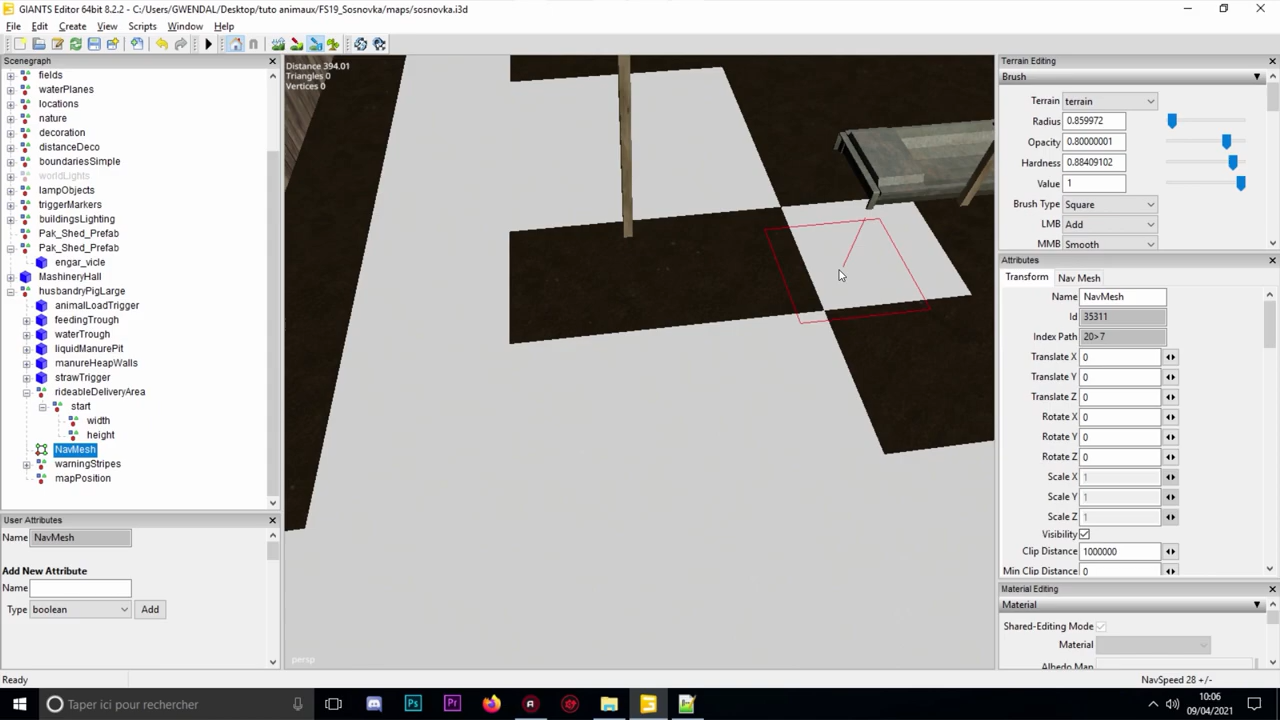 GIANTS Editor 64bit 8.2.2 - C:/Users/GWENDAL/Desktop/tuto animaux/FS19_Sosnovka/maps/sosnovka.i3d
File Edit Create View Scripts Window Help
Scenegraph
fields
waterPlanes
locations
nature
decoration
distanceDeco
boundariesSimple
worldLights
lampObjects
triggerMarkers
buildingsLighting
Pak_Shed_Prefab
Pak_Shed_Prefab
engar_vicle
MashineryHall
husbandryPigLarge
animalLoadTrigger
feedingTrough
waterTrough
liquidManurePit
manureHeapWalls
strawTrigger
rideableDeliveryArea
start
width
height
NavMesh
warningStripes
mapPosition
User Attributes
Name NavMesh
Add New Attribute
Name
Type boolean Add
Distance 394.01
Triangles 0
Vertices 0
persp
Terrain Editing
Brush
Terrain terrain
Radius 0.859972
Opacity 0.80000001
Hardness 0.88409102
Value 1
Brush Type Square
LMB Add
MMB Smooth
Attributes
Transform Nav Mesh
Name NavMesh
Id 35311
Index Path 20>7
Translate X 0
Translate Y 0
Translate Z 0
Rotate X 0
Rotate Y 0
Rotate Z 0
Scale X 1
Scale Y 1
Scale Z 1
Visibility
Clip Distance 1000000
Min Clip Distance 0
Material Editing
Material
Shared-Editing Mode
Material
Albedo Map
Ready
NavSpeed 28 +/-
Taper ici pour rechercher
10:06
09/04/2021